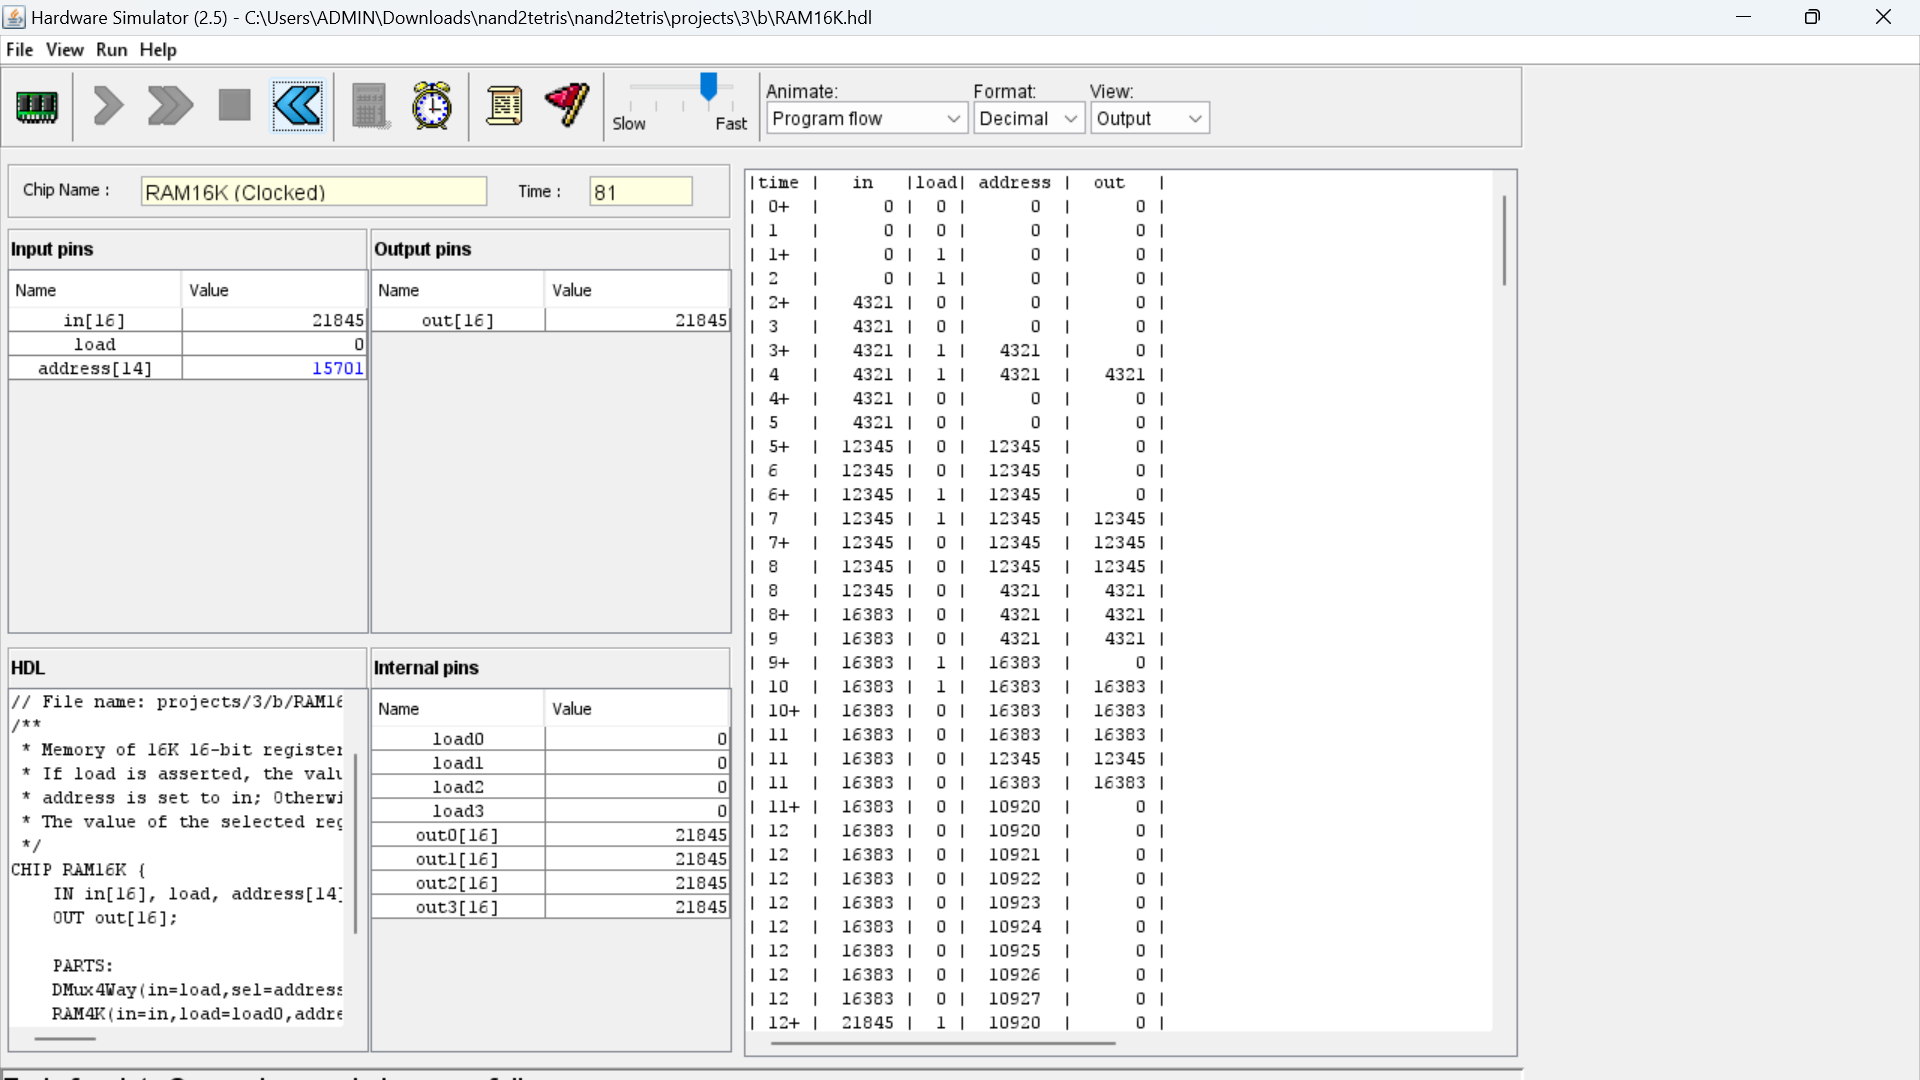 Hardware Simulator (2.5) - C:\Users\ADMIN\Downloads\nand2tetris\nand2tetris\projects\3\b\RAM16K.hdl
File View Run Help
Slow Fast
Animate: Format: View:
Program flow Decimal Output
Chip Name : RAM16K (Clocked) Time : 81
Input pins
Name Value
in[16] 21845
load 0
address[14] 15701
Output pins
Name Value
out[16] 21845
HDL
// File name: projects/3/b/RAM16
/**
* Memory of 16K 16-bit register
* If load is asserted, the valu
* address is set to in; Otherwi
* The value of the selected reg
*/
CHIP RAM16K {
IN in[16], load, address[14]
OUT out[16];
PARTS:
DMux4Way(in=load,sel=address
RAM4K(in=in,load=load0,addre
Internal pins
Name Value
load0 0
load1 0
load2 0
load3 0
out0[16] 21845
out1[16] 21845
out2[16] 21845
out3[16] 21845
|time | in |load| address | out |
| 0+ | 0 | 0 | 0 | 0 |
| 1 | 0 | 0 | 0 | 0 |
| 1+ | 0 | 1 | 0 | 0 |
| 2 | 0 | 1 | 0 | 0 |
| 2+ | 4321 | 0 | 0 | 0 |
| 3 | 4321 | 0 | 0 | 0 |
| 3+ | 4321 | 1 | 4321 | 0 |
| 4 | 4321 | 1 | 4321 | 4321 |
| 4+ | 4321 | 0 | 0 | 0 |
| 5 | 4321 | 0 | 0 | 0 |
| 5+ | 12345 | 0 | 12345 | 0 |
| 6 | 12345 | 0 | 12345 | 0 |
| 6+ | 12345 | 1 | 12345 | 0 |
| 7 | 12345 | 1 | 12345 | 12345 |
| 7+ | 12345 | 0 | 12345 | 12345 |
| 8 | 12345 | 0 | 12345 | 12345 |
| 8 | 12345 | 0 | 4321 | 4321 |
| 8+ | 16383 | 0 | 4321 | 4321 |
| 9 | 16383 | 0 | 4321 | 4321 |
| 9+ | 16383 | 1 | 16383 | 0 |
| 10 | 16383 | 1 | 16383 | 16383 |
| 10+ | 16383 | 0 | 16383 | 16383 |
| 11 | 16383 | 0 | 16383 | 16383 |
| 11 | 16383 | 0 | 12345 | 12345 |
| 11 | 16383 | 0 | 16383 | 16383 |
| 11+ | 16383 | 0 | 10920 | 0 |
| 12 | 16383 | 0 | 10920 | 0 |
| 12 | 16383 | 0 | 10921 | 0 |
| 12 | 16383 | 0 | 10922 | 0 |
| 12 | 16383 | 0 | 10923 | 0 |
| 12 | 16383 | 0 | 10924 | 0 |
| 12 | 16383 | 0 | 10925 | 0 |
| 12 | 16383 | 0 | 10926 | 0 |
| 12 | 16383 | 0 | 10927 | 0 |
| 12+ | 21845 | 1 | 10920 | 0 |